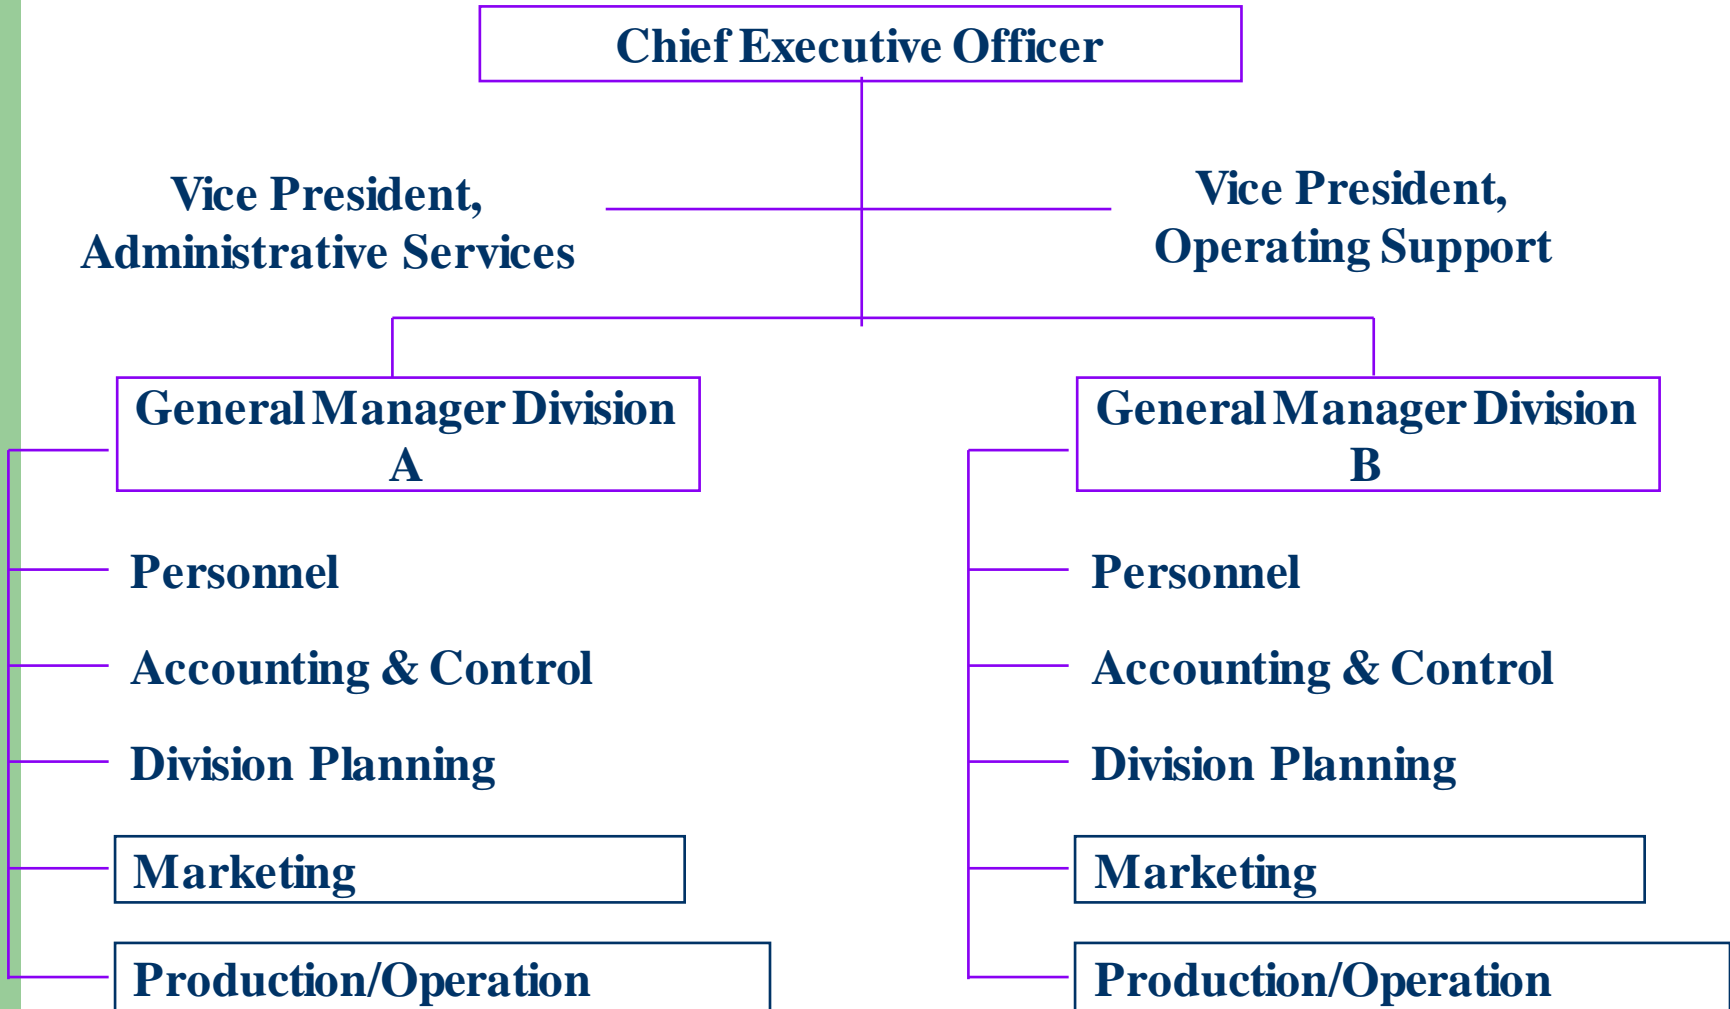 Chief Executive Officer
Vice President,
Administrative Services
Vice President,
Operating Support
General Manager Division
A
General Manager Division
B
Personnel
Accounting & Control
Division Planning
Marketing
Production/Operation
Personnel
Accounting & Control
Division Planning
Marketing
Production/Operation